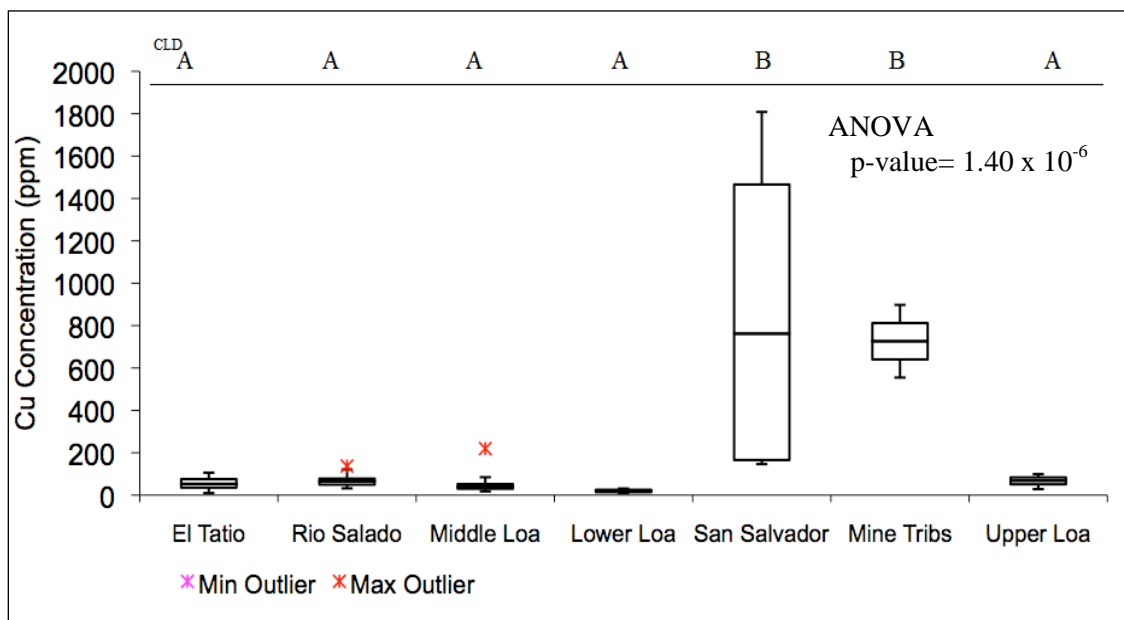 CLD
A A A A B B A
2000
ANOVA
1800
p-value= 1.40 x 10⁻⁶
1600
1400
1200
1000
800
600
400
200
0
Cu Concentration (ppm)
El Tatio Rio Salado Middle Loa Lower Loa San Salvador Mine Tribs Upper Loa
Min Outlier Max Outlier